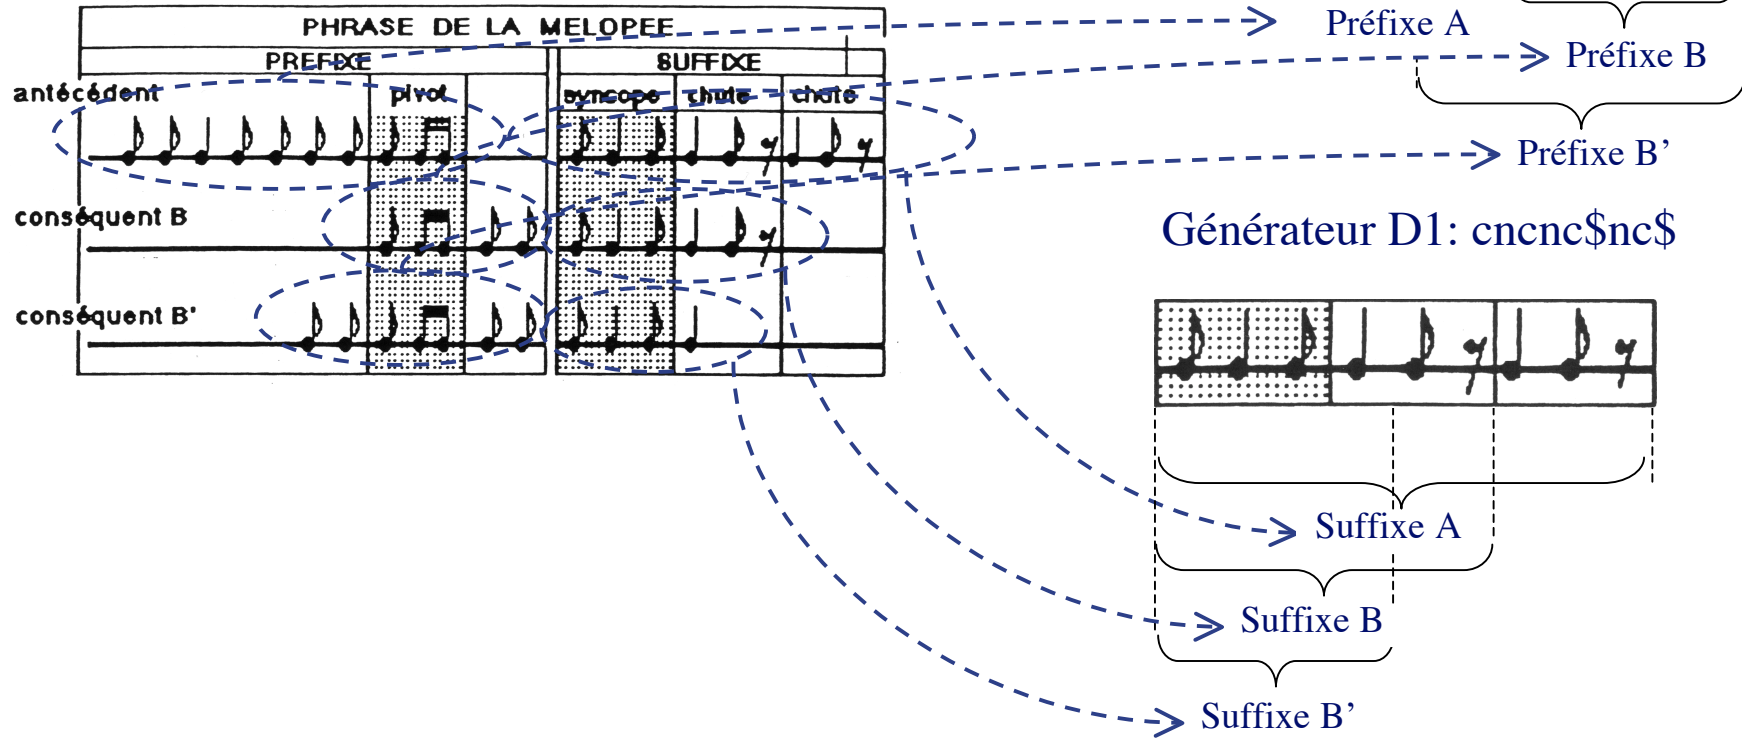 PHRASE DE LA MELOPEE
PREFIXE
SUFFIXE
antécédent
pivot
syncope
chute
chute
conséquent B
conséquent B'
Préfixe A
Préfixe B
Préfixe B’
Générateur D1: cncnc$nc$
Suffixe A
Suffixe B
Suffixe B’